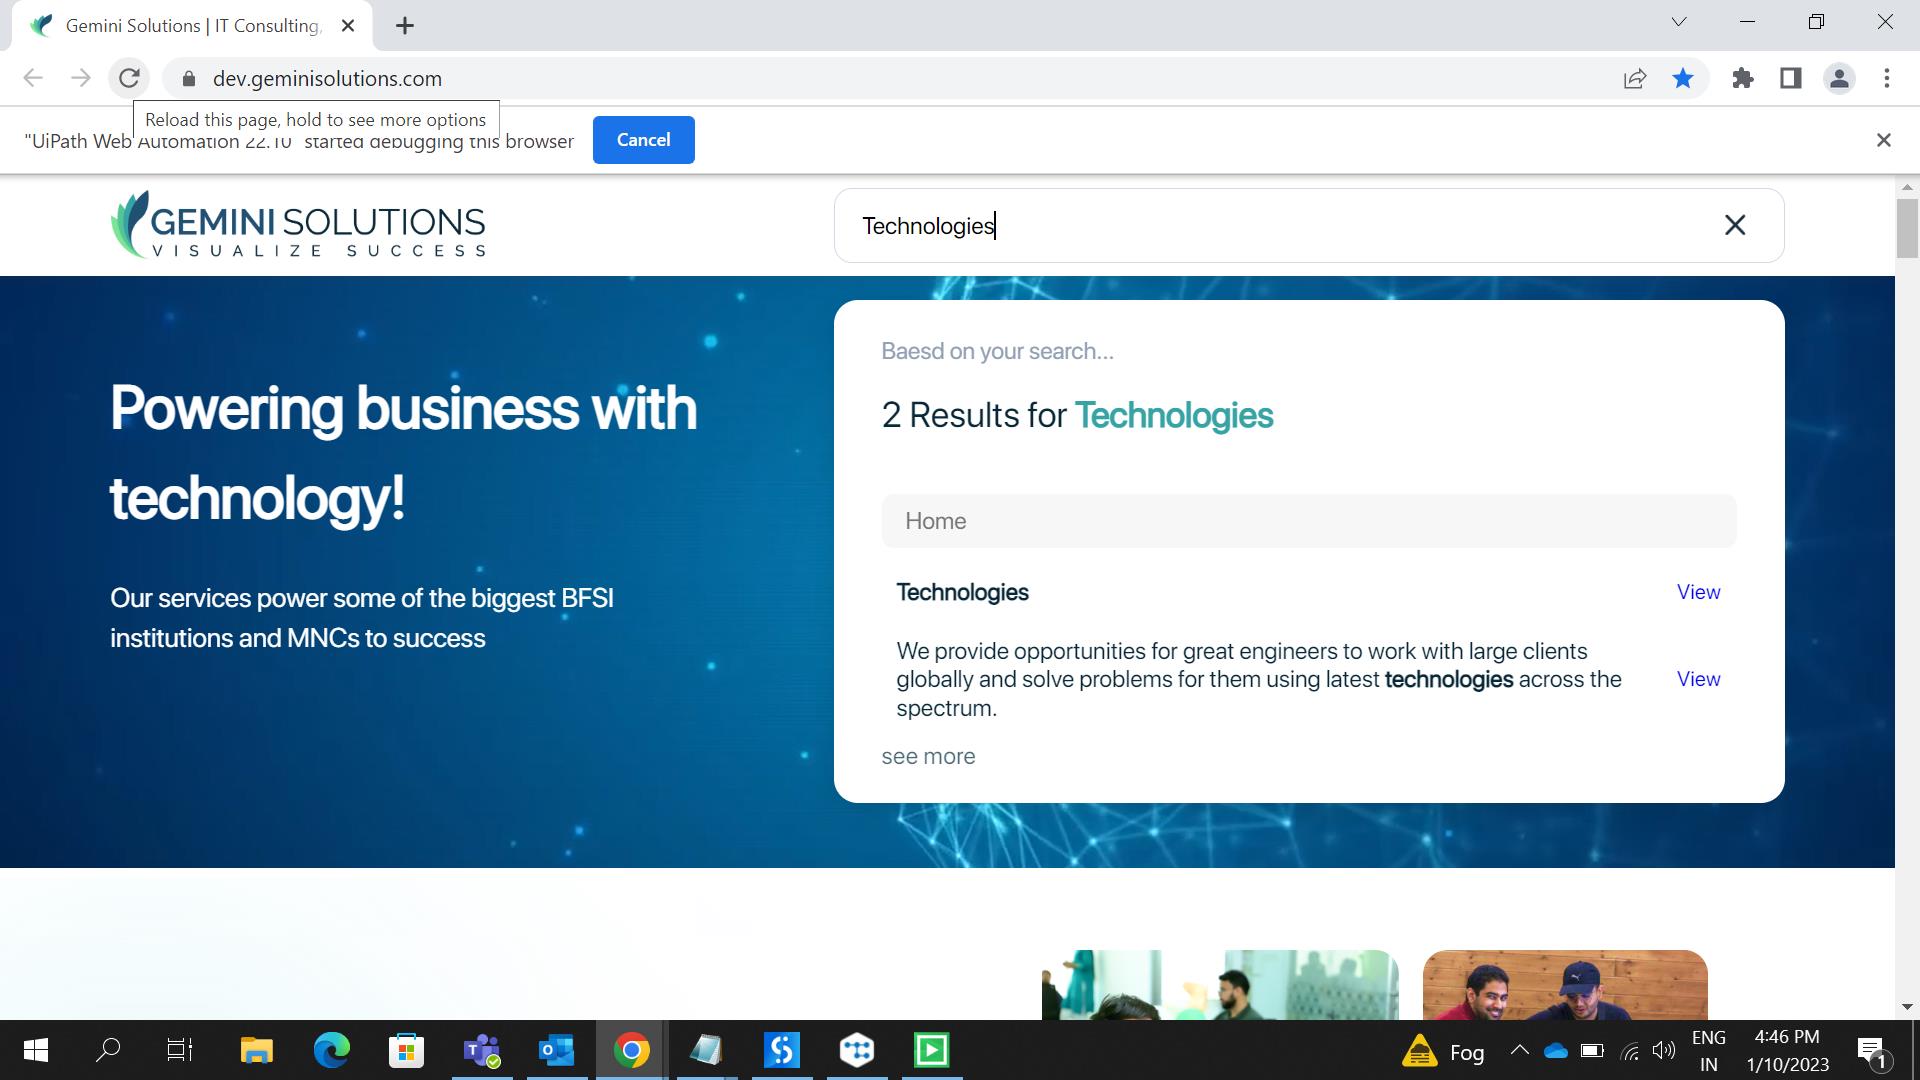 Gemini Solutions | IT Consulting,
dev.geminisolutions.com
Reload this page, hold to see more options
"UiPath Web Automation 22.10" started debugging this browser
Cancel
GEMINI SOLUTIONS
VISUALIZE SUCCESS
Technologies
Baesd on your search...
2 Results for Technologies
Powering business with
technology!
Home
Technologies
View
Our services power some of the biggest BFSI
institutions and MNCs to success
We provide opportunities for great engineers to work with large clients
globally and solve problems for them using latest technologies across the
spectrum.
View
see more
Fog
ENG
IN
4:46 PM
1/10/2023
1